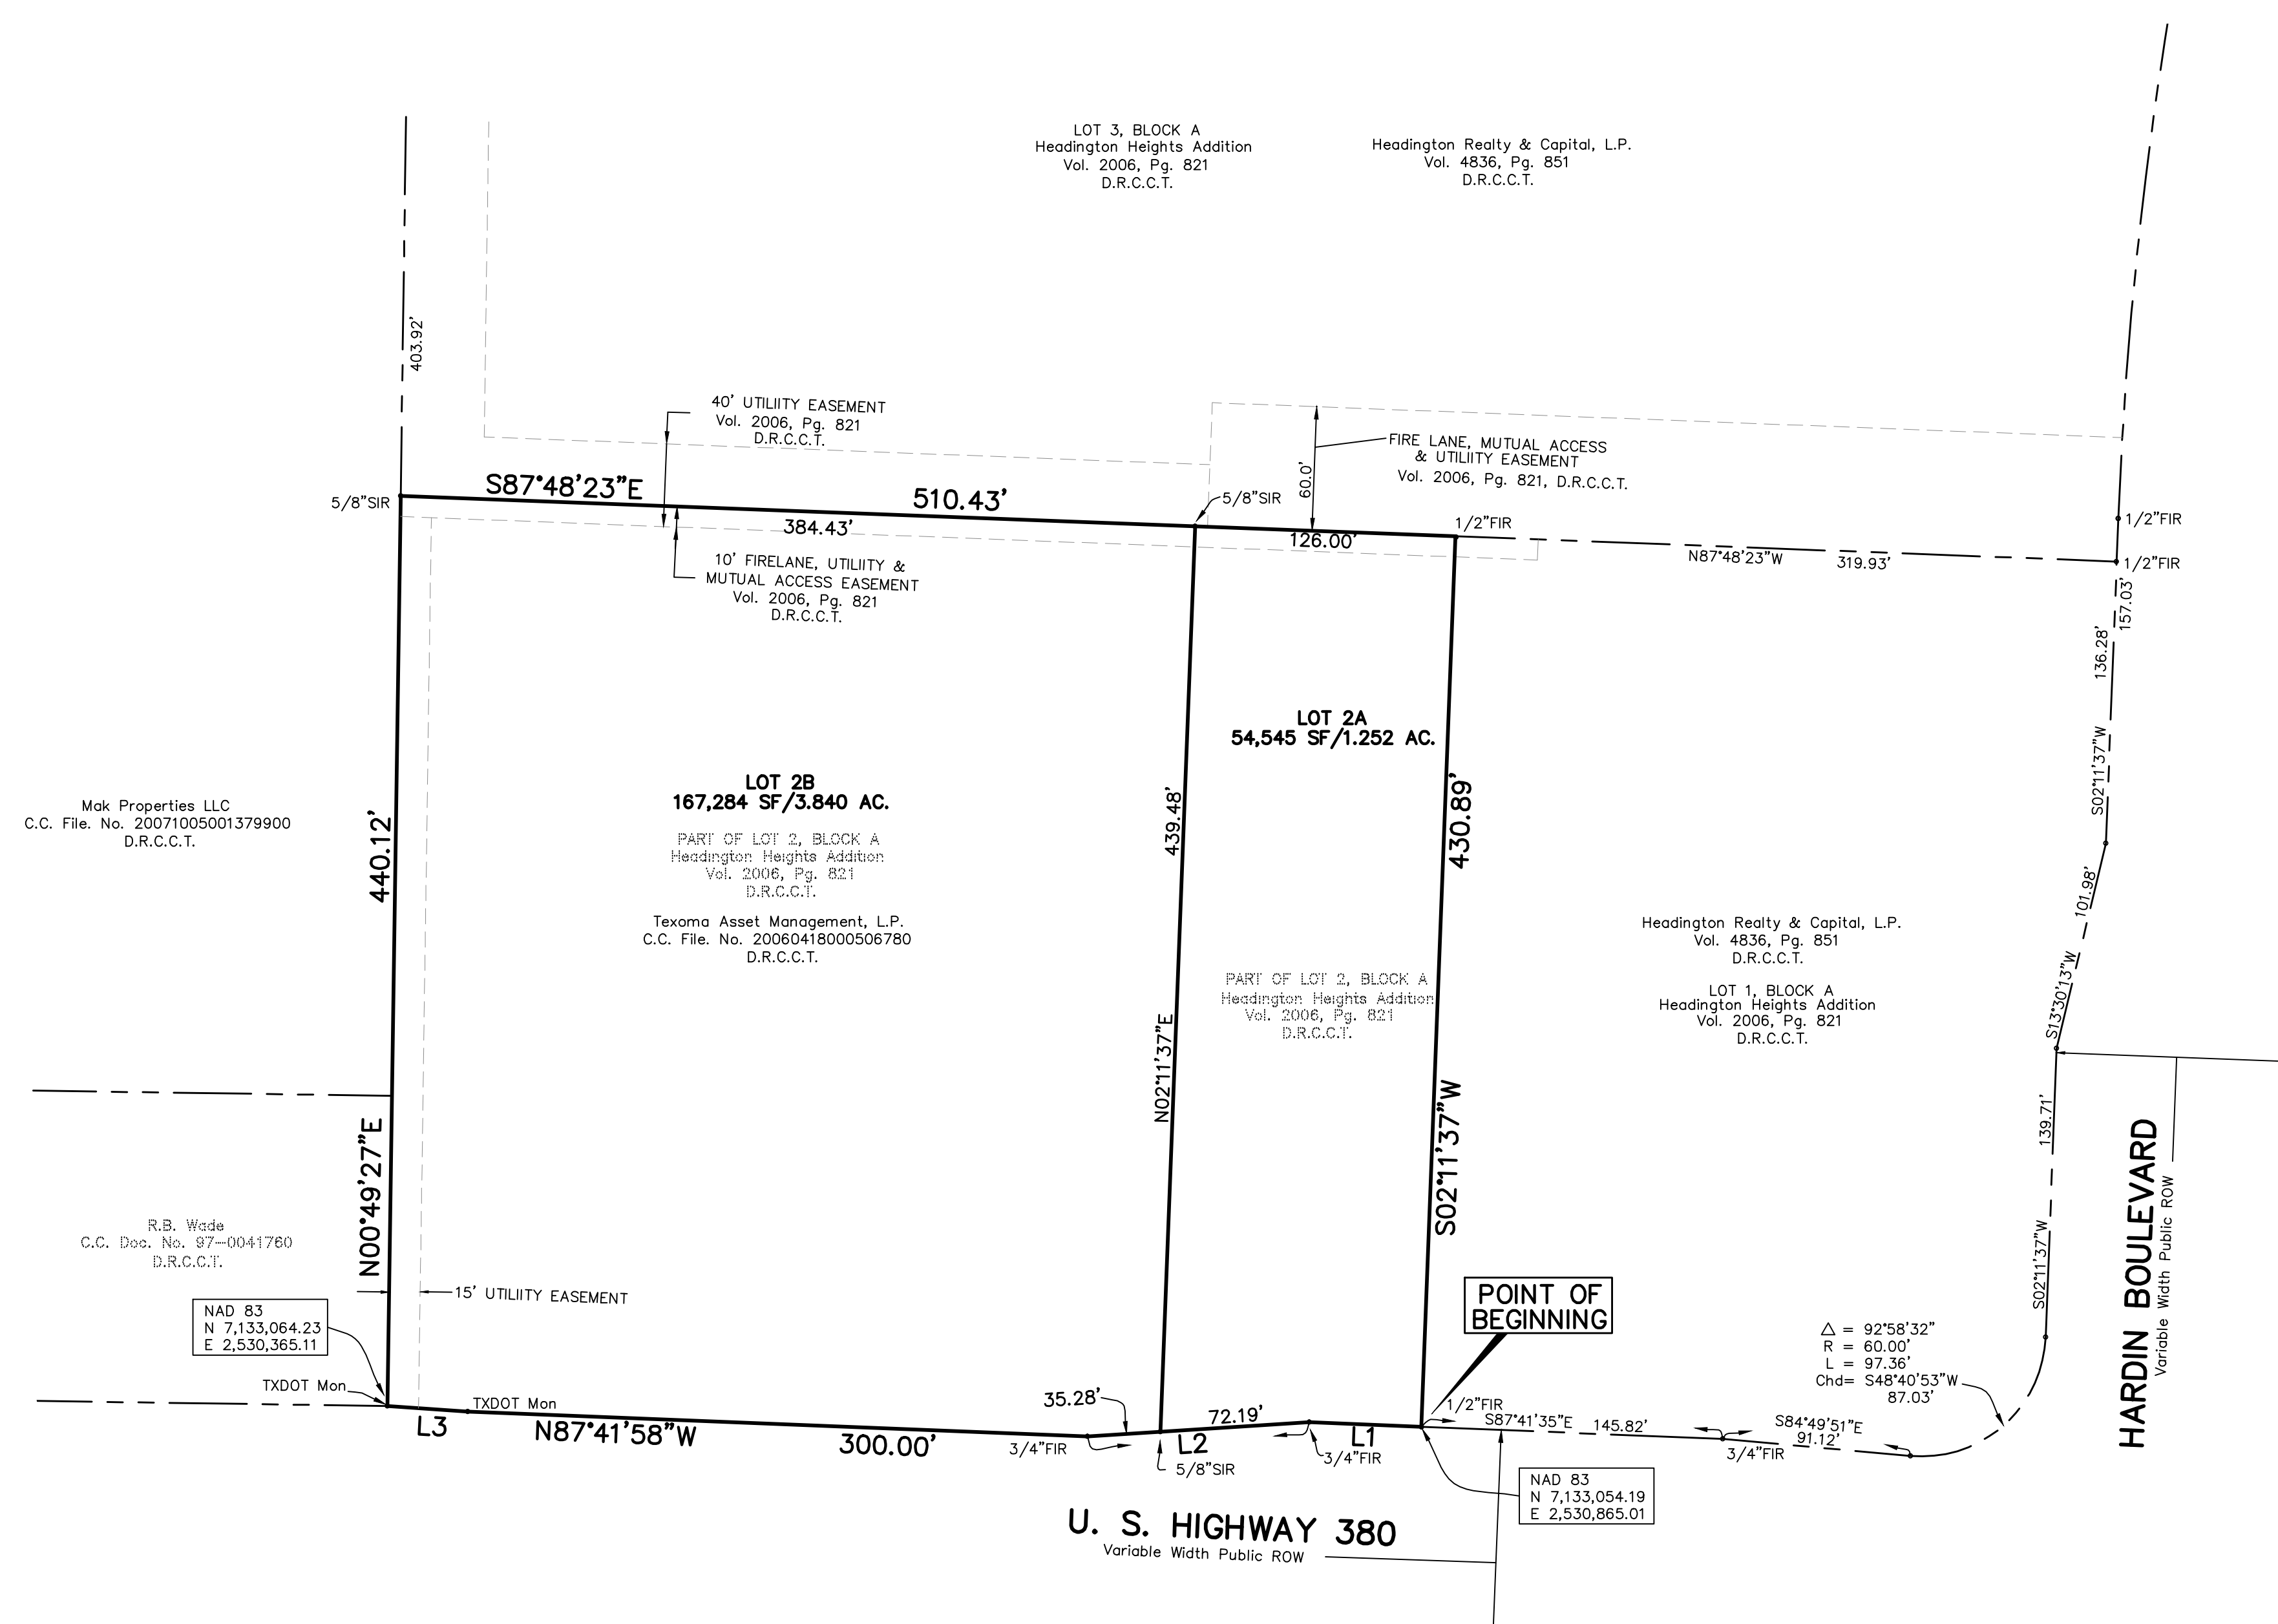 LOT 3, BLOCK A
Headington Heights Addition
Vol. 2006, Pg. 821
D.R.C.C.T.
Headington Realty & Capital, L.P.
Vol. 4836, Pg. 851
D.R.C.C.T.
403.92'
40' UTILIITY EASEMENT
Vol. 2006, Pg. 821
D.R.C.C.T.
FIRE LANE, MUTUAL ACCESS
& UTILIITY EASEMENT
Vol. 2006, Pg. 821, D.R.C.C.T.
60.0'
5/8"SIR
S87°48'23"E
510.43'
5/8"SIR
384.43'
126.00'
1/2"FIR
N87°48'23"W
319.93'
1/2"FIR
1/2"FIR
157.03'
136.28'
S02°11'37"W
101.98'
S13°30'13"W
139.71'
S02°11'37"W
10' FIRELANE, UTILIITY &
MUTUAL ACCESS EASEMENT
Vol. 2006, Pg. 821
D.R.C.C.T.
LOT 2A
54,545 SF/1.252 AC.
LOT 2B
167,284 SF/3.840 AC.
PART OF LOT 2, BLOCK A
Headington Heights Addition
Vol. 2006, Pg. 821
D.R.C.C.T.
Texoma Asset Management, L.P.
C.C. File. No. 20060418000506780
D.R.C.C.T.
Mak Properties LLC
C.C. File. No. 20071005001379900
D.R.C.C.T.
440.12'
N00°49'27"E
439.48'
N02°11'37"E
430.89'
S02°11'37"W
PART OF LOT 2, BLOCK A
Headington Heights Addition
Vol. 2006, Pg. 821
D.R.C.C.T.
Headington Realty & Capital, L.P.
Vol. 4836, Pg. 851
D.R.C.C.T.
LOT 1, BLOCK A
Headington Heights Addition
Vol. 2006, Pg. 821
D.R.C.C.T.
R.B. Wade
C.C. Doc. No. 97-0041760
D.R.C.C.T.
15' UTILIITY EASEMENT
NAD 83
N 7,133,064.23
E 2,530,365.11
TXDOT Mon
TXDOT Mon
L3
N87°41'58"W
300.00'
35.28'
3/4"FIR
72.19'
L2
5/8"SIR
L1
3/4"FIR
POINT OF
BEGINNING
1/2"FIR
S87°41'35"E
145.82'
S84°49'51"E
91.12'
3/4"FIR
△ = 92°58'32"
R = 60.00'
L = 97.36'
Chd= S48°40'53"W
87.03'
NAD 83
N 7,133,054.19
E 2,530,865.01
HARDIN BOULEVARD
Variable Width Public ROW
U. S. HIGHWAY 380
Variable Width Public ROW